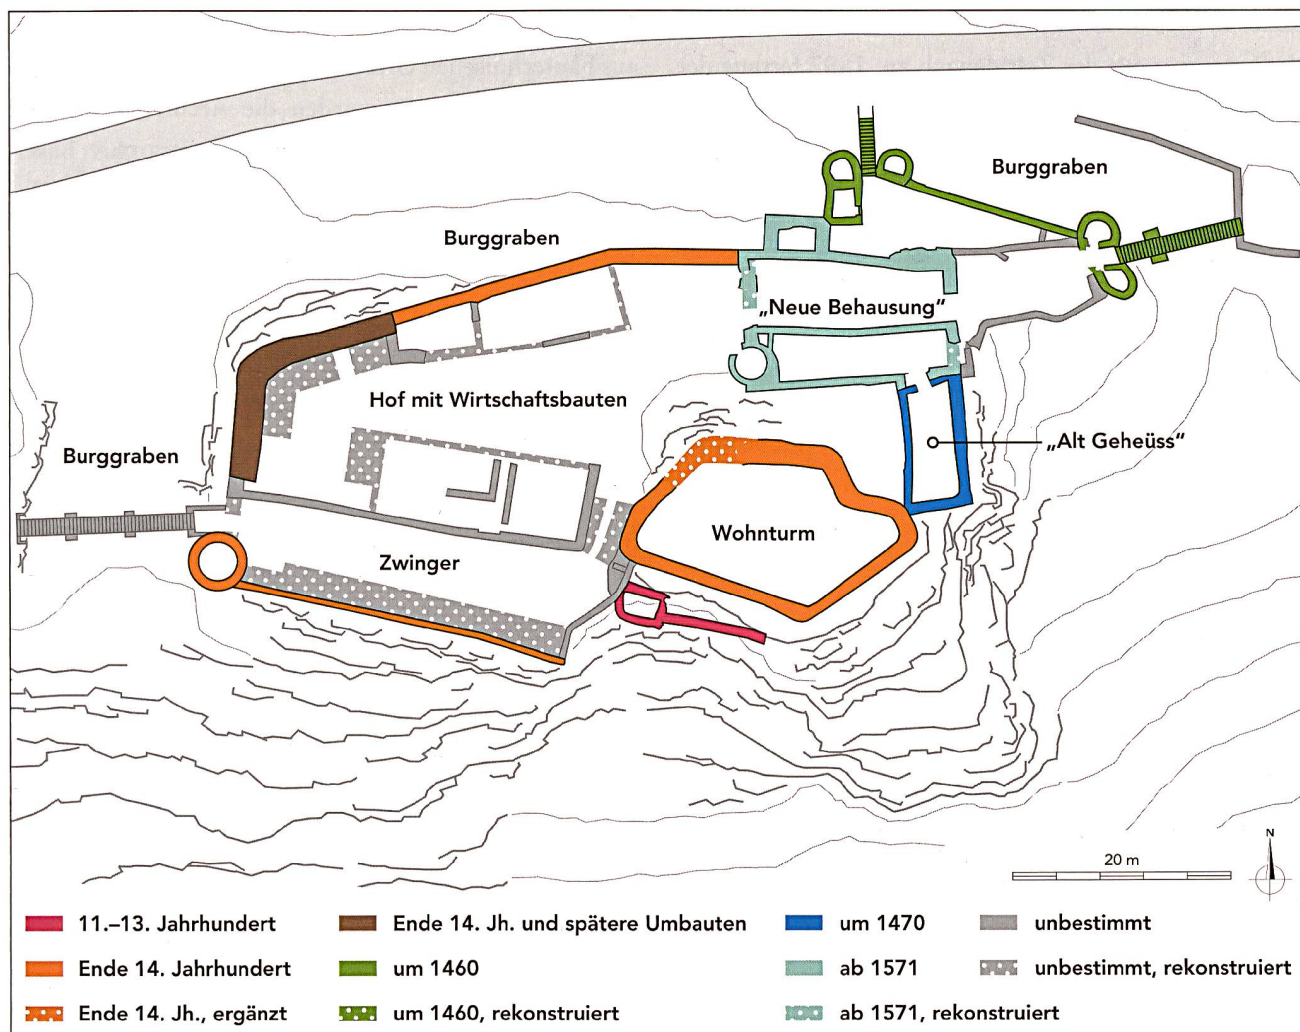 Burggraben
Burggraben
„Neue Behausung“
Hof mit Wirtschaftsbauten
Burggraben
„Alt Geheüss“
Wohnturm
Zwinger
N
20 m
11.–13. Jahrhundert
Ende 14. Jahrhundert
Ende 14. Jh., ergänzt
Ende 14. Jh. und spätere Umbauten
um 1460
um 1460, rekonstruiert
um 1470
ab 1571
ab 1571, rekonstruiert
unbestimmt
unbestimmt, rekonstruiert